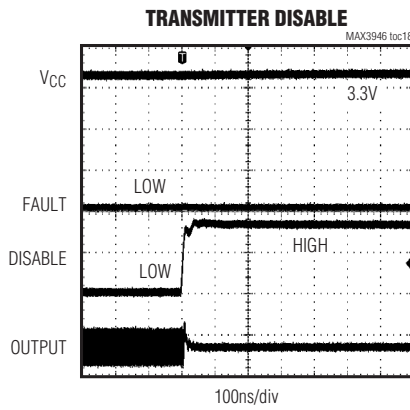 TRANSMITTER DISABLE
MAX3946 toc18
VCC
3.3V
LOW
FAULT
HIGH
DISABLE
LOW
OUTPUT
100ns/div